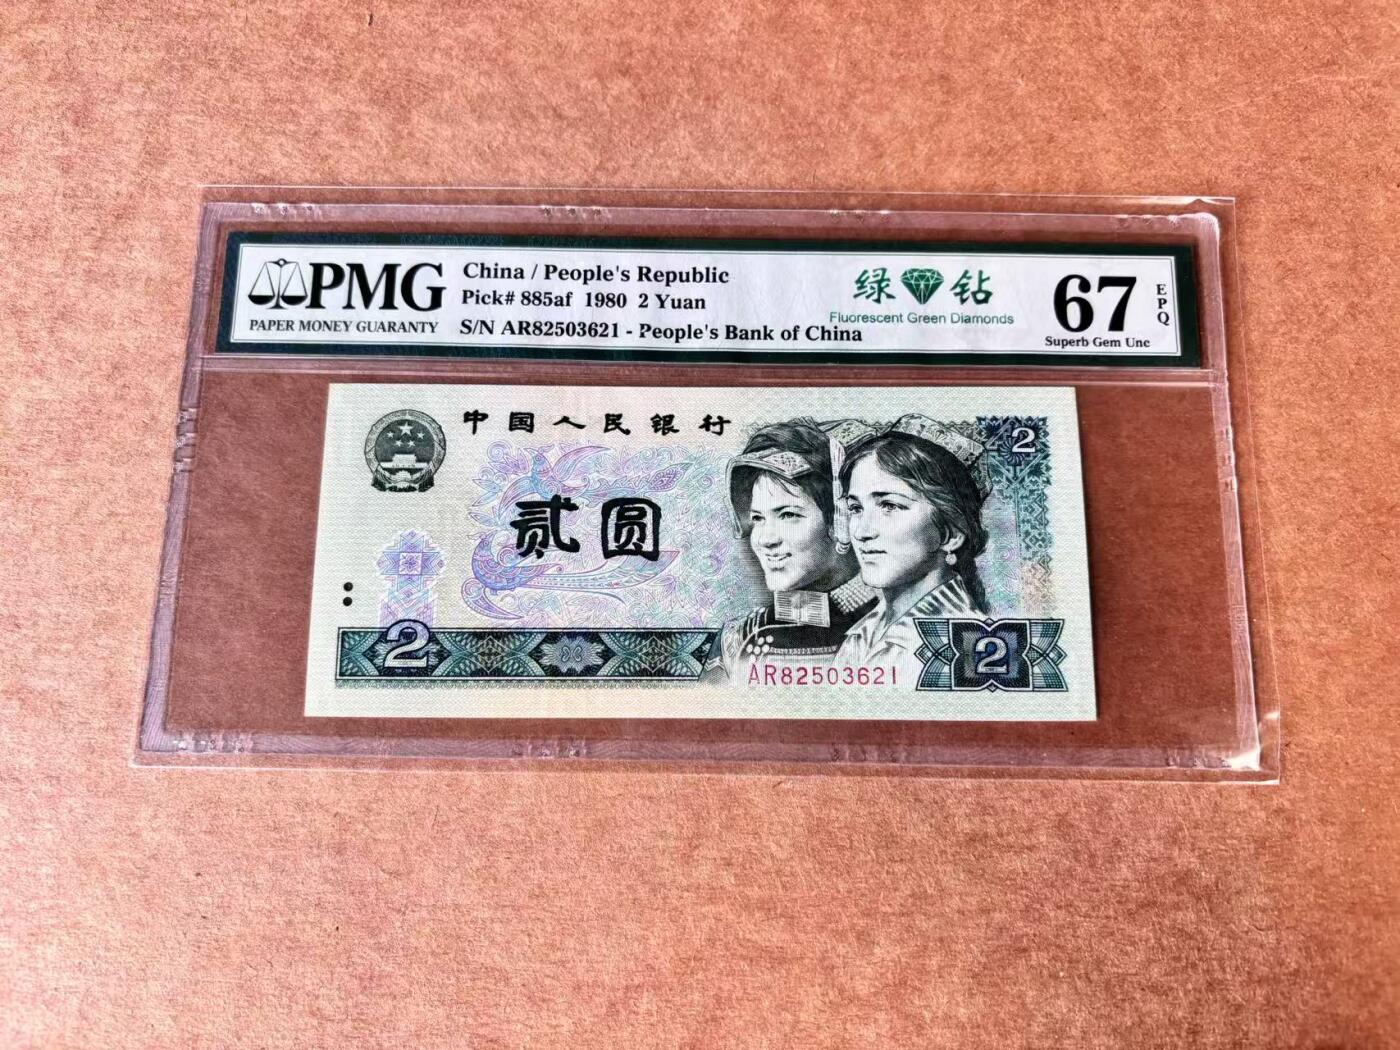 PMG
PAPER MONEY GUARANTY
China / People's Republic
Pick# 885af 1980 2 Yuan
S/N AR82503621 - People's Bank of China
绿钻
Fluorescent Green Diamonds
67
EPQ
Superb Gem Unc
中国人民银行
2
贰圆
2
AR82503621
2